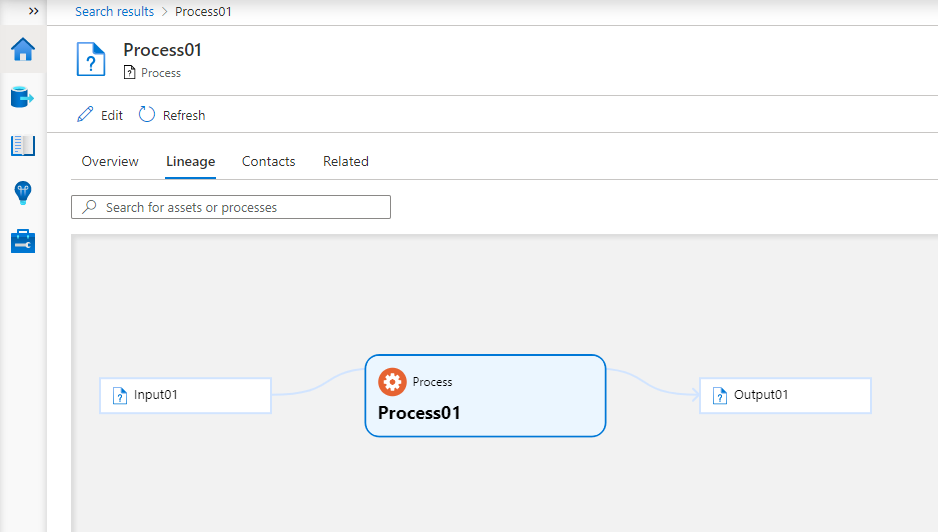 Search results > Process01
Process01
Process
Edit Refresh
Overview Lineage Contacts Related
Search for assets or processes
Process
Input01
Output01
Process01